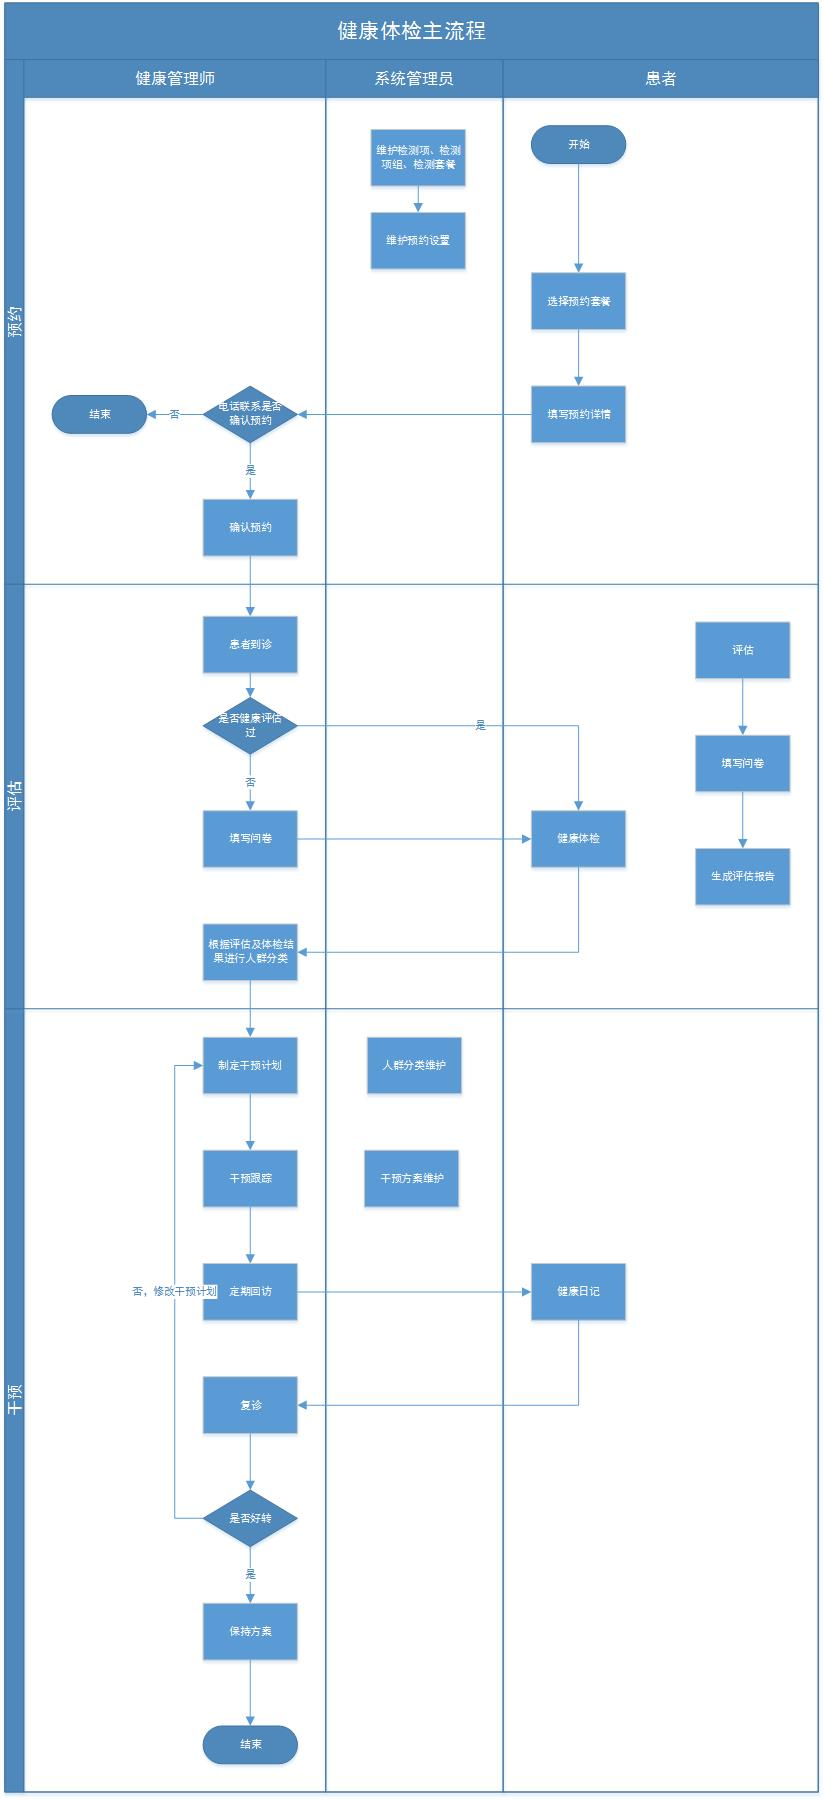 健康体检主流程
健康管理师
系统管理员
患者
预约
维护检测项、检测
项组、检测套餐
开始
维护预约设置
选择预约套餐
结束
否
电话联系是否
确认预约
填写预约详情
是
确认预约
评估
患者到诊
评估
是否健康评估
过
是
填写问卷
否
填写问卷
健康体检
生成评估报告
根据评估及体检结
果进行人群分类
干预
制定干预计划
人群分类维护
干预跟踪
干预方案维护
否，修改干预计划
定期回访
健康日记
复诊
是否好转
是
保持方案
结束